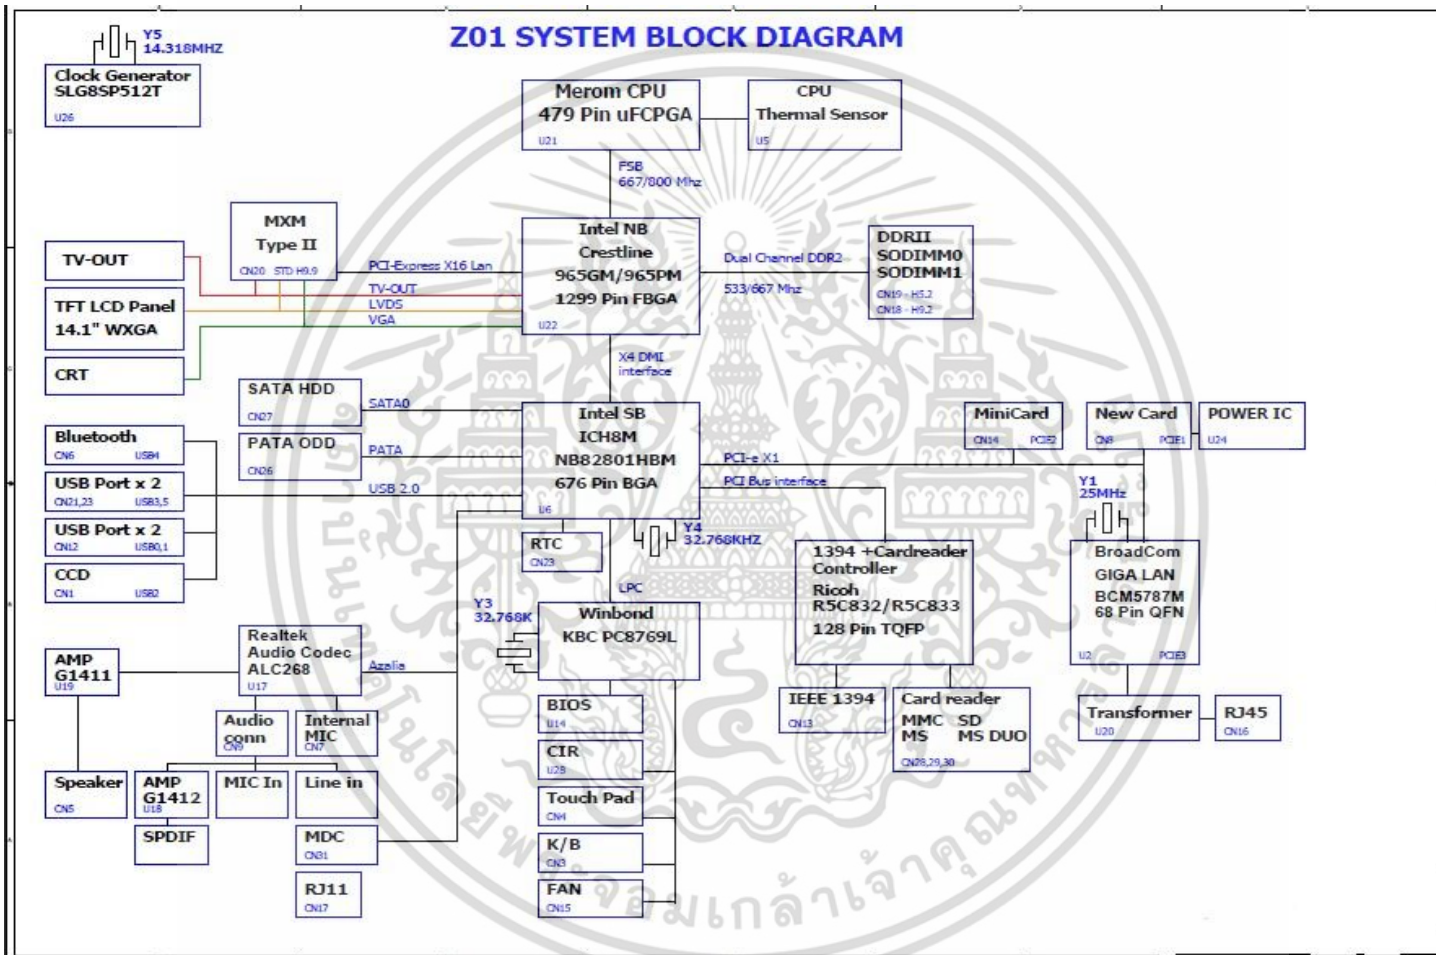 Z01 SYSTEM BLOCK DIAGRAM
Y5
14.318MHZ
Clock Generator
SLG8SP512T
U26
Merom CPU
479 Pin uFCPGA
U21
CPU
Thermal Sensor
U5
FSB
667/800 Mhz
MXM
Type II
CN20 STD H9.9
TV-OUT
TFT LCD Panel
14.1" WXGA
CRT
PCI-Express X16 Lan
TV-OUT
LVDS
VGA
Intel NB
Crestline
965GM/965PM
1299 Pin FBGA
U22
Dual Channel DDR2
533/667 Mhz
DDRII
SODIMM0
SODIMM1
CN19 - H5.2
CN18 - H9.2
X4 DMI
interface
SATA HDD
CN27
SATA0
PATA ODD
CN26
PATA
USB 2.0
Intel SB
ICH8M
NB82801HBM
676 Pin BGA
U6
Bluetooth
CN6 USB4
USB Port x 2
CN21,23 USB3,5
USB Port x 2
CN12 USB0,1
CCD
CN1 USB2
PCI-e X1
PCI Bus interface
MiniCard
CN14 PCIE2
New Card
CN8 PCIE1
POWER IC
U24
Y1
25MHz
RTC
CN23
Y4
32.768KHZ
LPC
Y3
32.768K
Winbond
KBC PC8769L
1394 +Cardreader
Controller
Ricoh
R5C832/R5C833
128 Pin TQFP
BroadCom
GIGA LAN
BCM5787M
68 Pin QFN
U2 PCIE3
Realtek
Audio Codec
ALC268
U17
Azalia
AMP
G1411
U19
Audio
conn
CN9
Internal
MIC
CN7
Speaker
CN5
AMP
G1412
U18
MIC In
Line in
SPDIF
MDC
CN31
RJ11
CN17
BIOS
U14
CIR
U28
Touch Pad
CN4
K/B
CN3
FAN
CN15
IEEE 1394
CN13
Card reader
MMC SD
MS MS DUO
CN28,29,30
Transformer
U20
RJ45
CN16